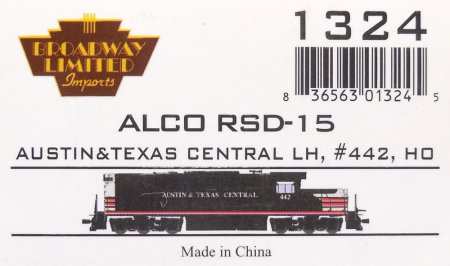 BROADWAY
LIMITED
Imports
1324
8 36563 01324 5
ALCO RSD-15
AUSTIN&TEXAS CENTRAL LH, #442, HO
AUSTIN & TEXAS CENTRAL
442
Made in China